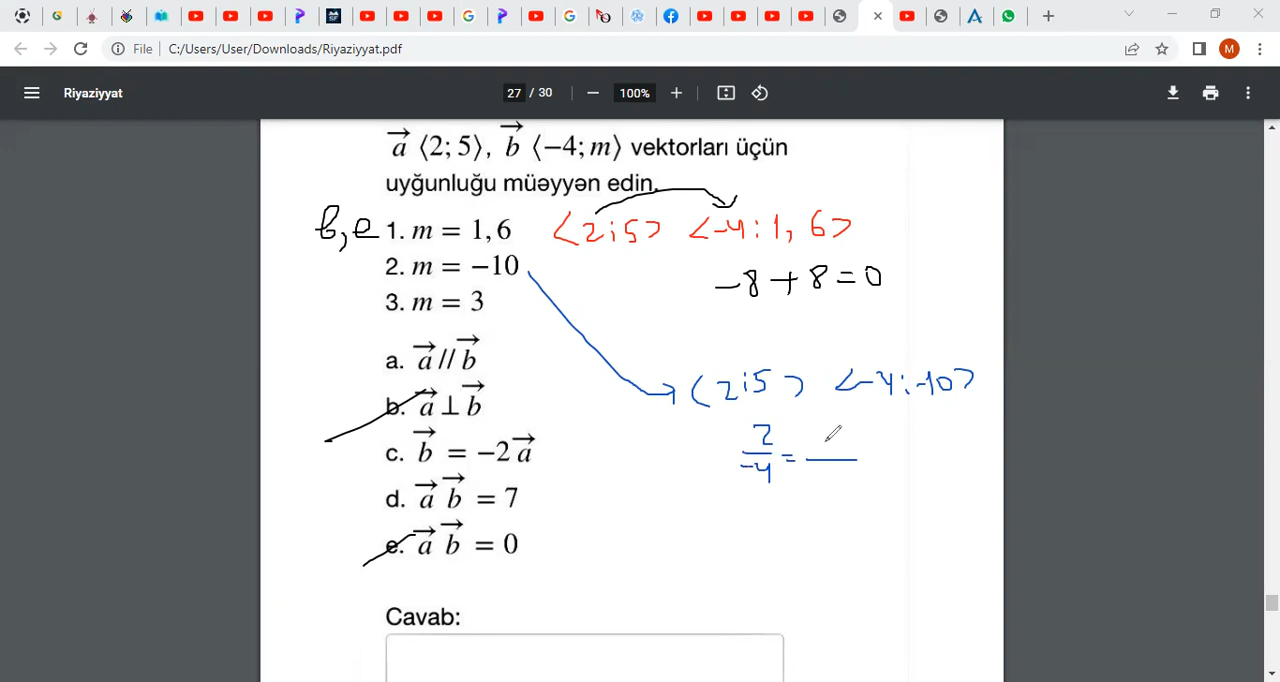 File C:/Users/User/Downloads/Riyaziyyat.pdf
M
Riyaziyyat
27 / 30
100%
a ⟨2; 5⟩, b ⟨−4; m⟩ vektorları üçün
uyğunluğu müəyyən edin.
b, e 1. m = 1, 6 <2;5> <-4:1, 6>
2. m = −10
-8+8=0
3. m = 3
a. a // b
(2;5> <-4:-10>
b. a ⊥ b
2/-4 =
c. b = −2 a
d. a b = 7
e. a b = 0
Cavab: